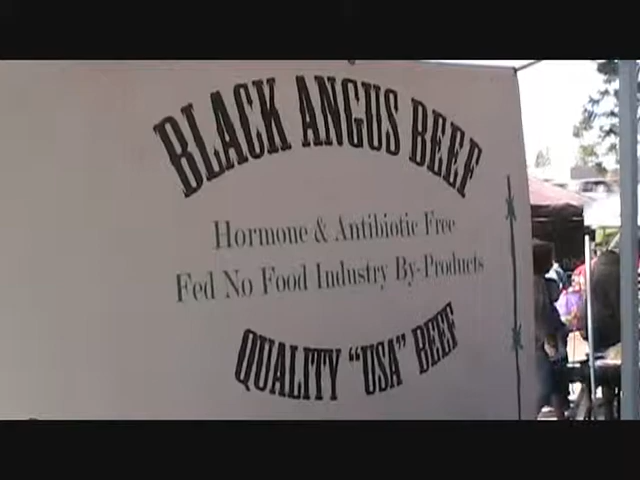 BLACK ANGUS BEEF
Hormone & Antibiotic Free
Fed No Food Industry By-Products
QUALITY "USA" BEEF